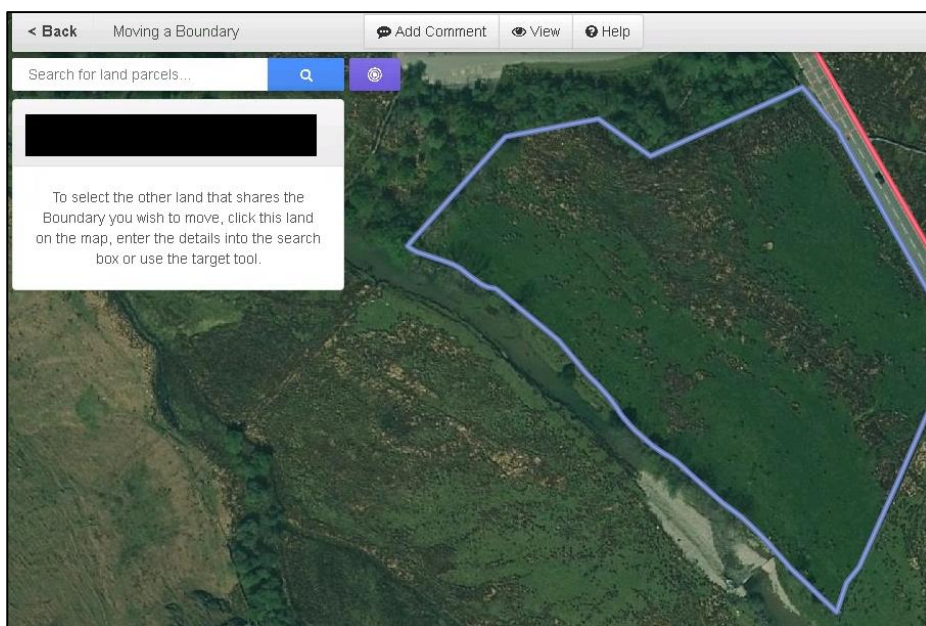 < Back Moving a Boundary Add Comment View Help
Search for land parcels...
To select the other land that shares the
Boundary you wish to move, click this land
on the map, enter the details into the search
box or use the target tool.